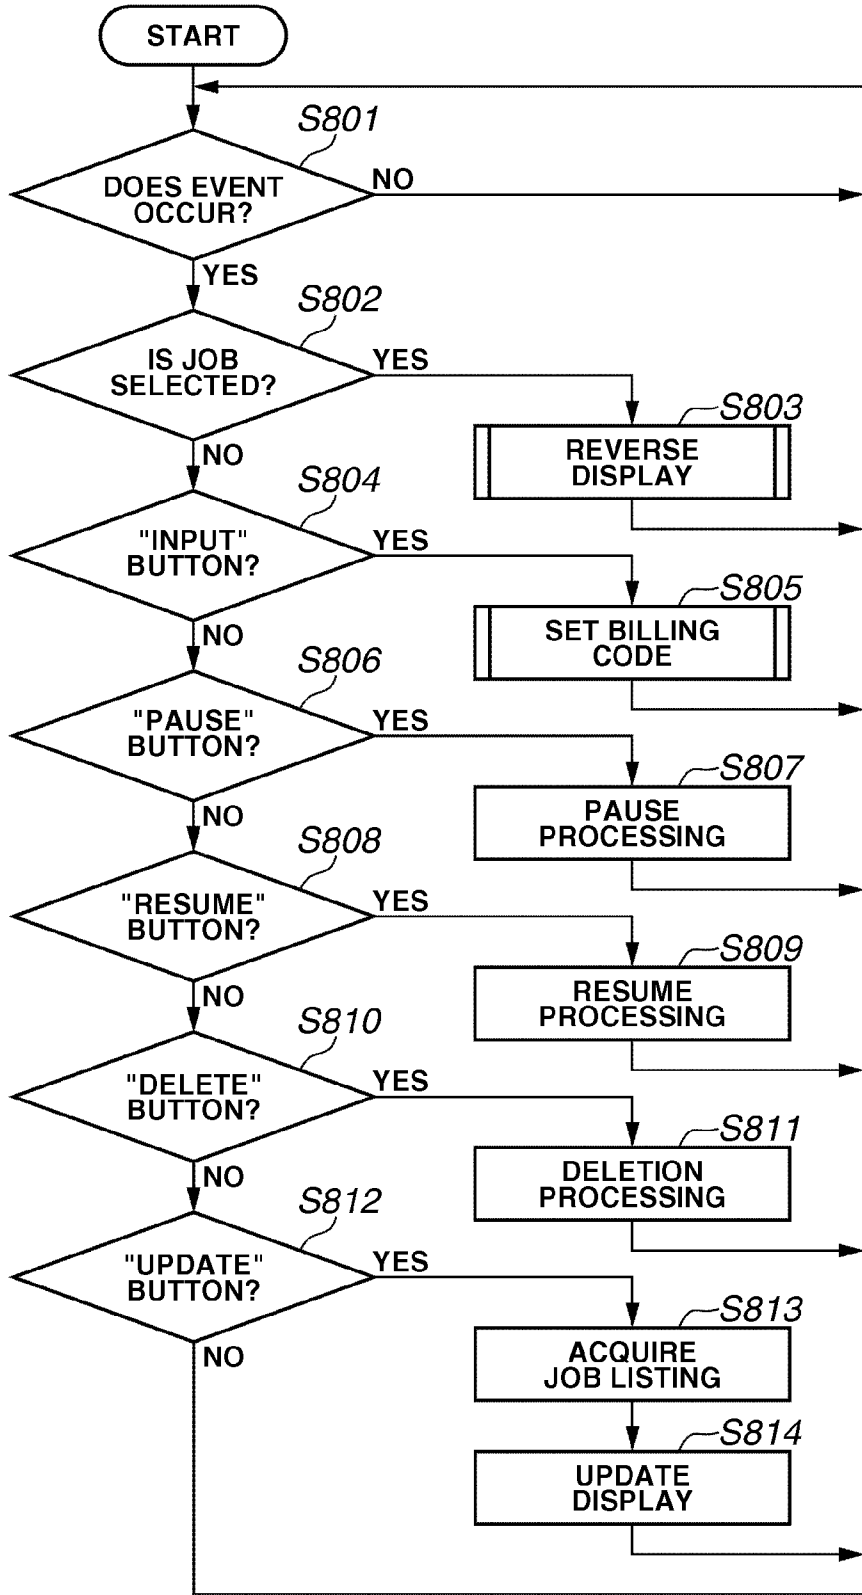 START
S801
DOES EVENT
OCCUR?
NO
YES
S802
IS JOB
SELECTED?
YES
NO
S803
REVERSE
DISPLAY
S804
"INPUT"
BUTTON?
YES
NO
S805
SET BILLING
CODE
S806
"PAUSE"
BUTTON?
YES
NO
S807
PAUSE
PROCESSING
S808
"RESUME"
BUTTON?
YES
NO
S809
RESUME
PROCESSING
S810
"DELETE"
BUTTON?
YES
NO
S811
DELETION
PROCESSING
S812
"UPDATE"
BUTTON?
YES
NO
S813
ACQUIRE
JOB LISTING
S814
UPDATE
DISPLAY